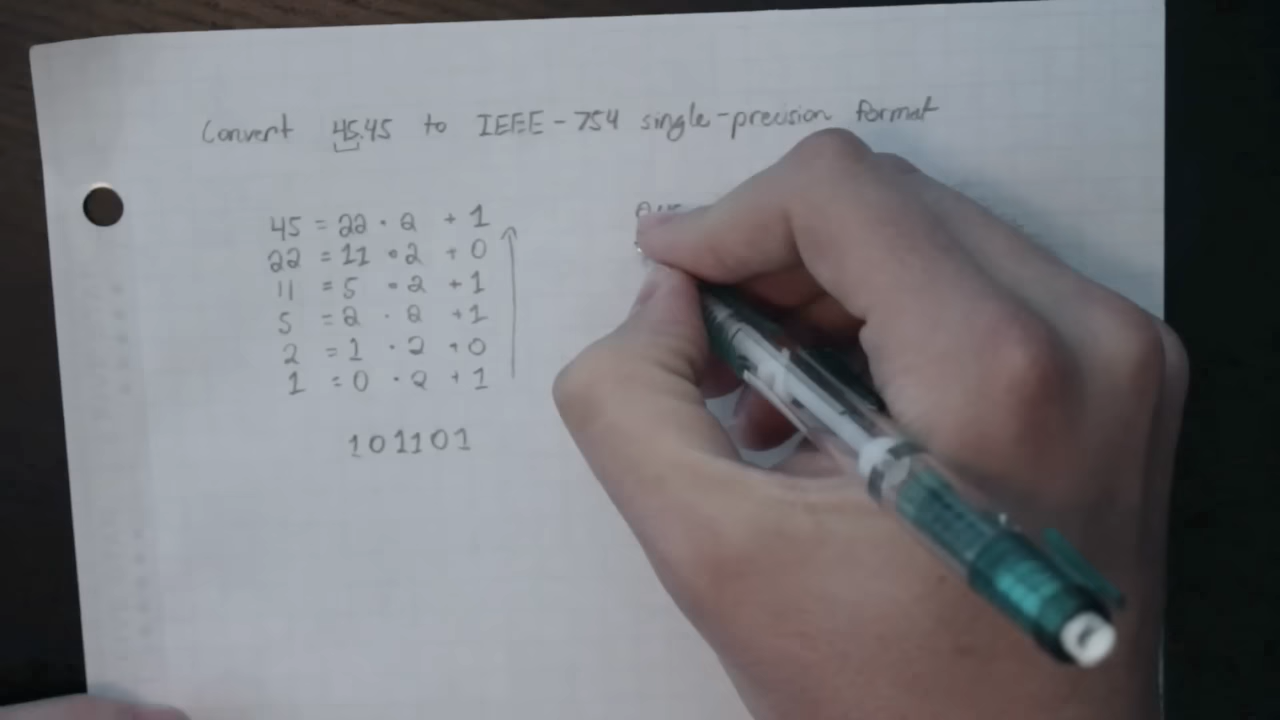 Convert 45.45 to IEEE-754 single-precision format
45 = 22 · 2 + 1
22 = 11 · 2 + 0
11 = 5 · 2 + 1
5 = 2 · 2 + 1
2 = 1 · 2 + 0
1 = 0 · 2 + 1
101101